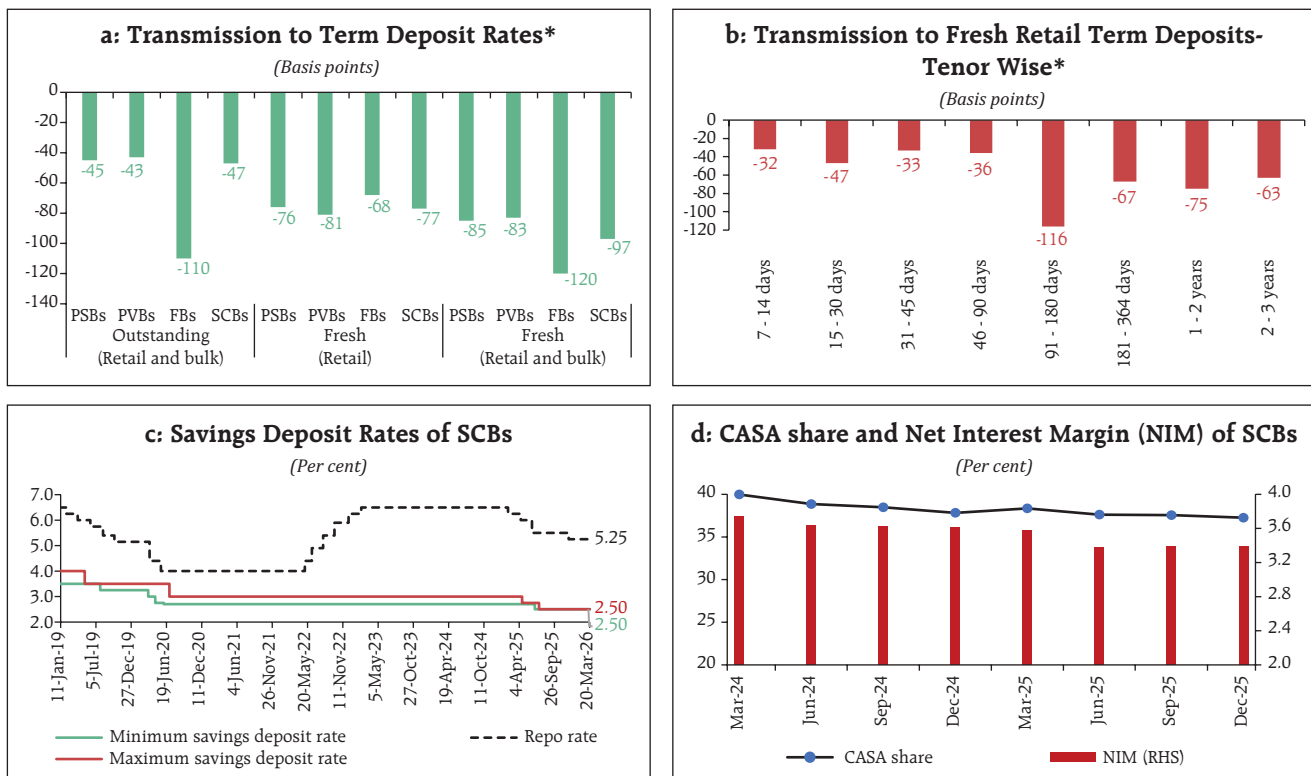 a: Transmission to Term Deposit Rates*
(Basis points)
0
-20
-40
-60
-80
-100
-120
-140
-45
-43
-110
-47
-76
-81
-68
-77
-85
-83
-120
-97
PSBs PVBs FBs SCBs PSBs PVBs FBs SCBs PSBs PVBs FBs SCBs
Outstanding Fresh Fresh
(Retail and bulk) (Retail) (Retail and bulk)
b: Transmission to Fresh Retail Term Deposits-
Tenor Wise*
(Basis points)
0
-20
-40
-60
-80
-100
-120
-32
-47
-33
-36
-116
-67
-75
-63
7 - 14 days
15 - 30 days
31 - 45 days
46 - 90 days
91 - 180 days
181 - 364 days
1 - 2 years
2 - 3 years
c: Savings Deposit Rates of SCBs
(Per cent)
7.0
6.0
5.0
4.0
3.0
2.0
5.25
2.50
2.50
11-Jan-19
5-Jul-19
27-Dec-19
19-Jun-20
11-Dec-20
4-Jun-21
26-Nov-21
20-May-22
11-Nov-22
5-May-23
27-Oct-23
19-Apr-24
11-Oct-24
4-Apr-25
26-Sep-25
20-Mar-26
Minimum savings deposit rate
Repo rate
Maximum savings deposit rate
d: CASA share and Net Interest Margin (NIM) of SCBs
(Per cent)
40
35
30
25
20
4.0
3.6
3.2
2.8
2.4
2.0
Mar-24
Jun-24
Sep-24
Dec-24
Mar-25
Jun-25
Sep-25
Dec-25
CASA share
NIM (RHS)